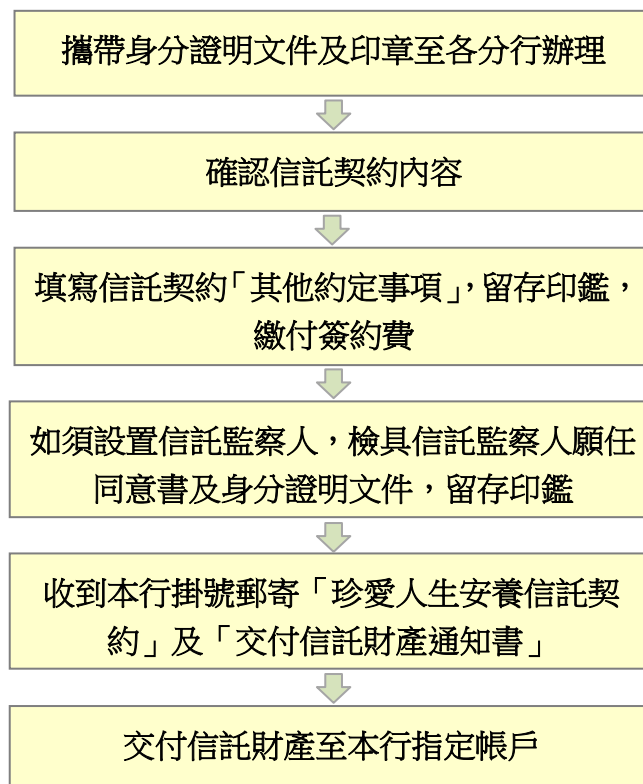 攜帶身分證明文件及印章至各分行辦理
確認信託契約內容
填寫信託契約「其他約定事項」，留存印鑑，
繳付簽約費
如須設置信託監察人，檢具信託監察人願任
同意書及身分證明文件，留存印鑑
收到本行掛號郵寄「珍愛人生安養信託契
約」及「交付信託財產通知書」
交付信託財產至本行指定帳戶